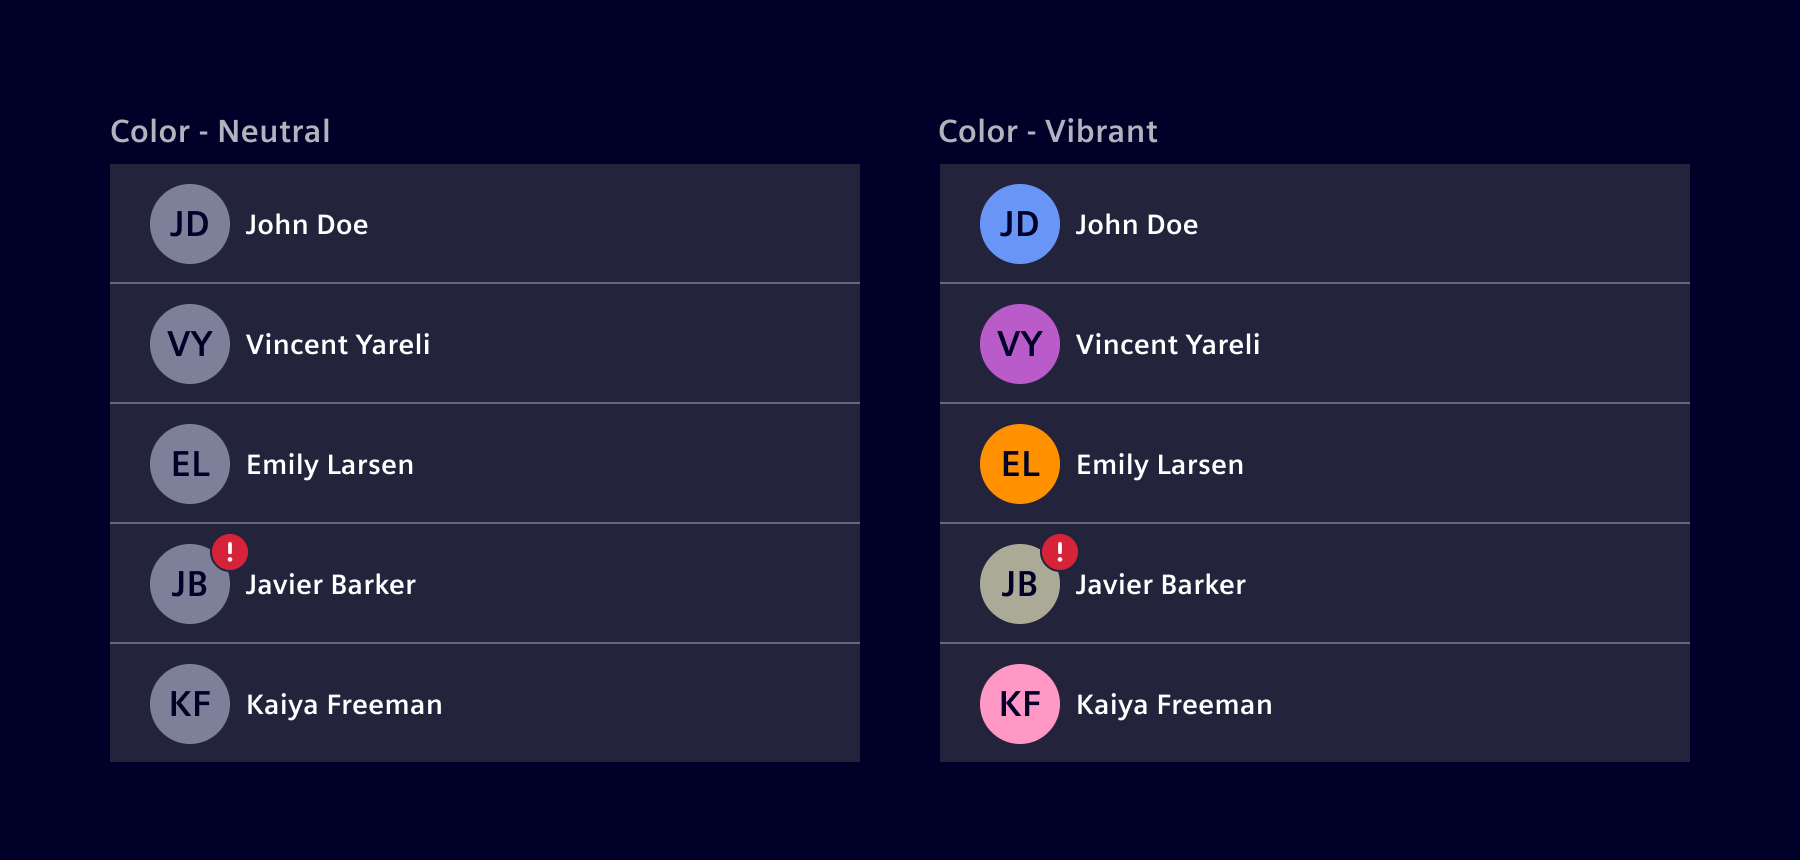 Color - Neutral
JD John Doe
VY Vincent Yareli
EL Emily Larsen
JB ! Javier Barker
KF Kaiya Freeman
Color - Vibrant
JD John Doe
VY Vincent Yareli
EL Emily Larsen
JB ! Javier Barker
KF Kaiya Freeman